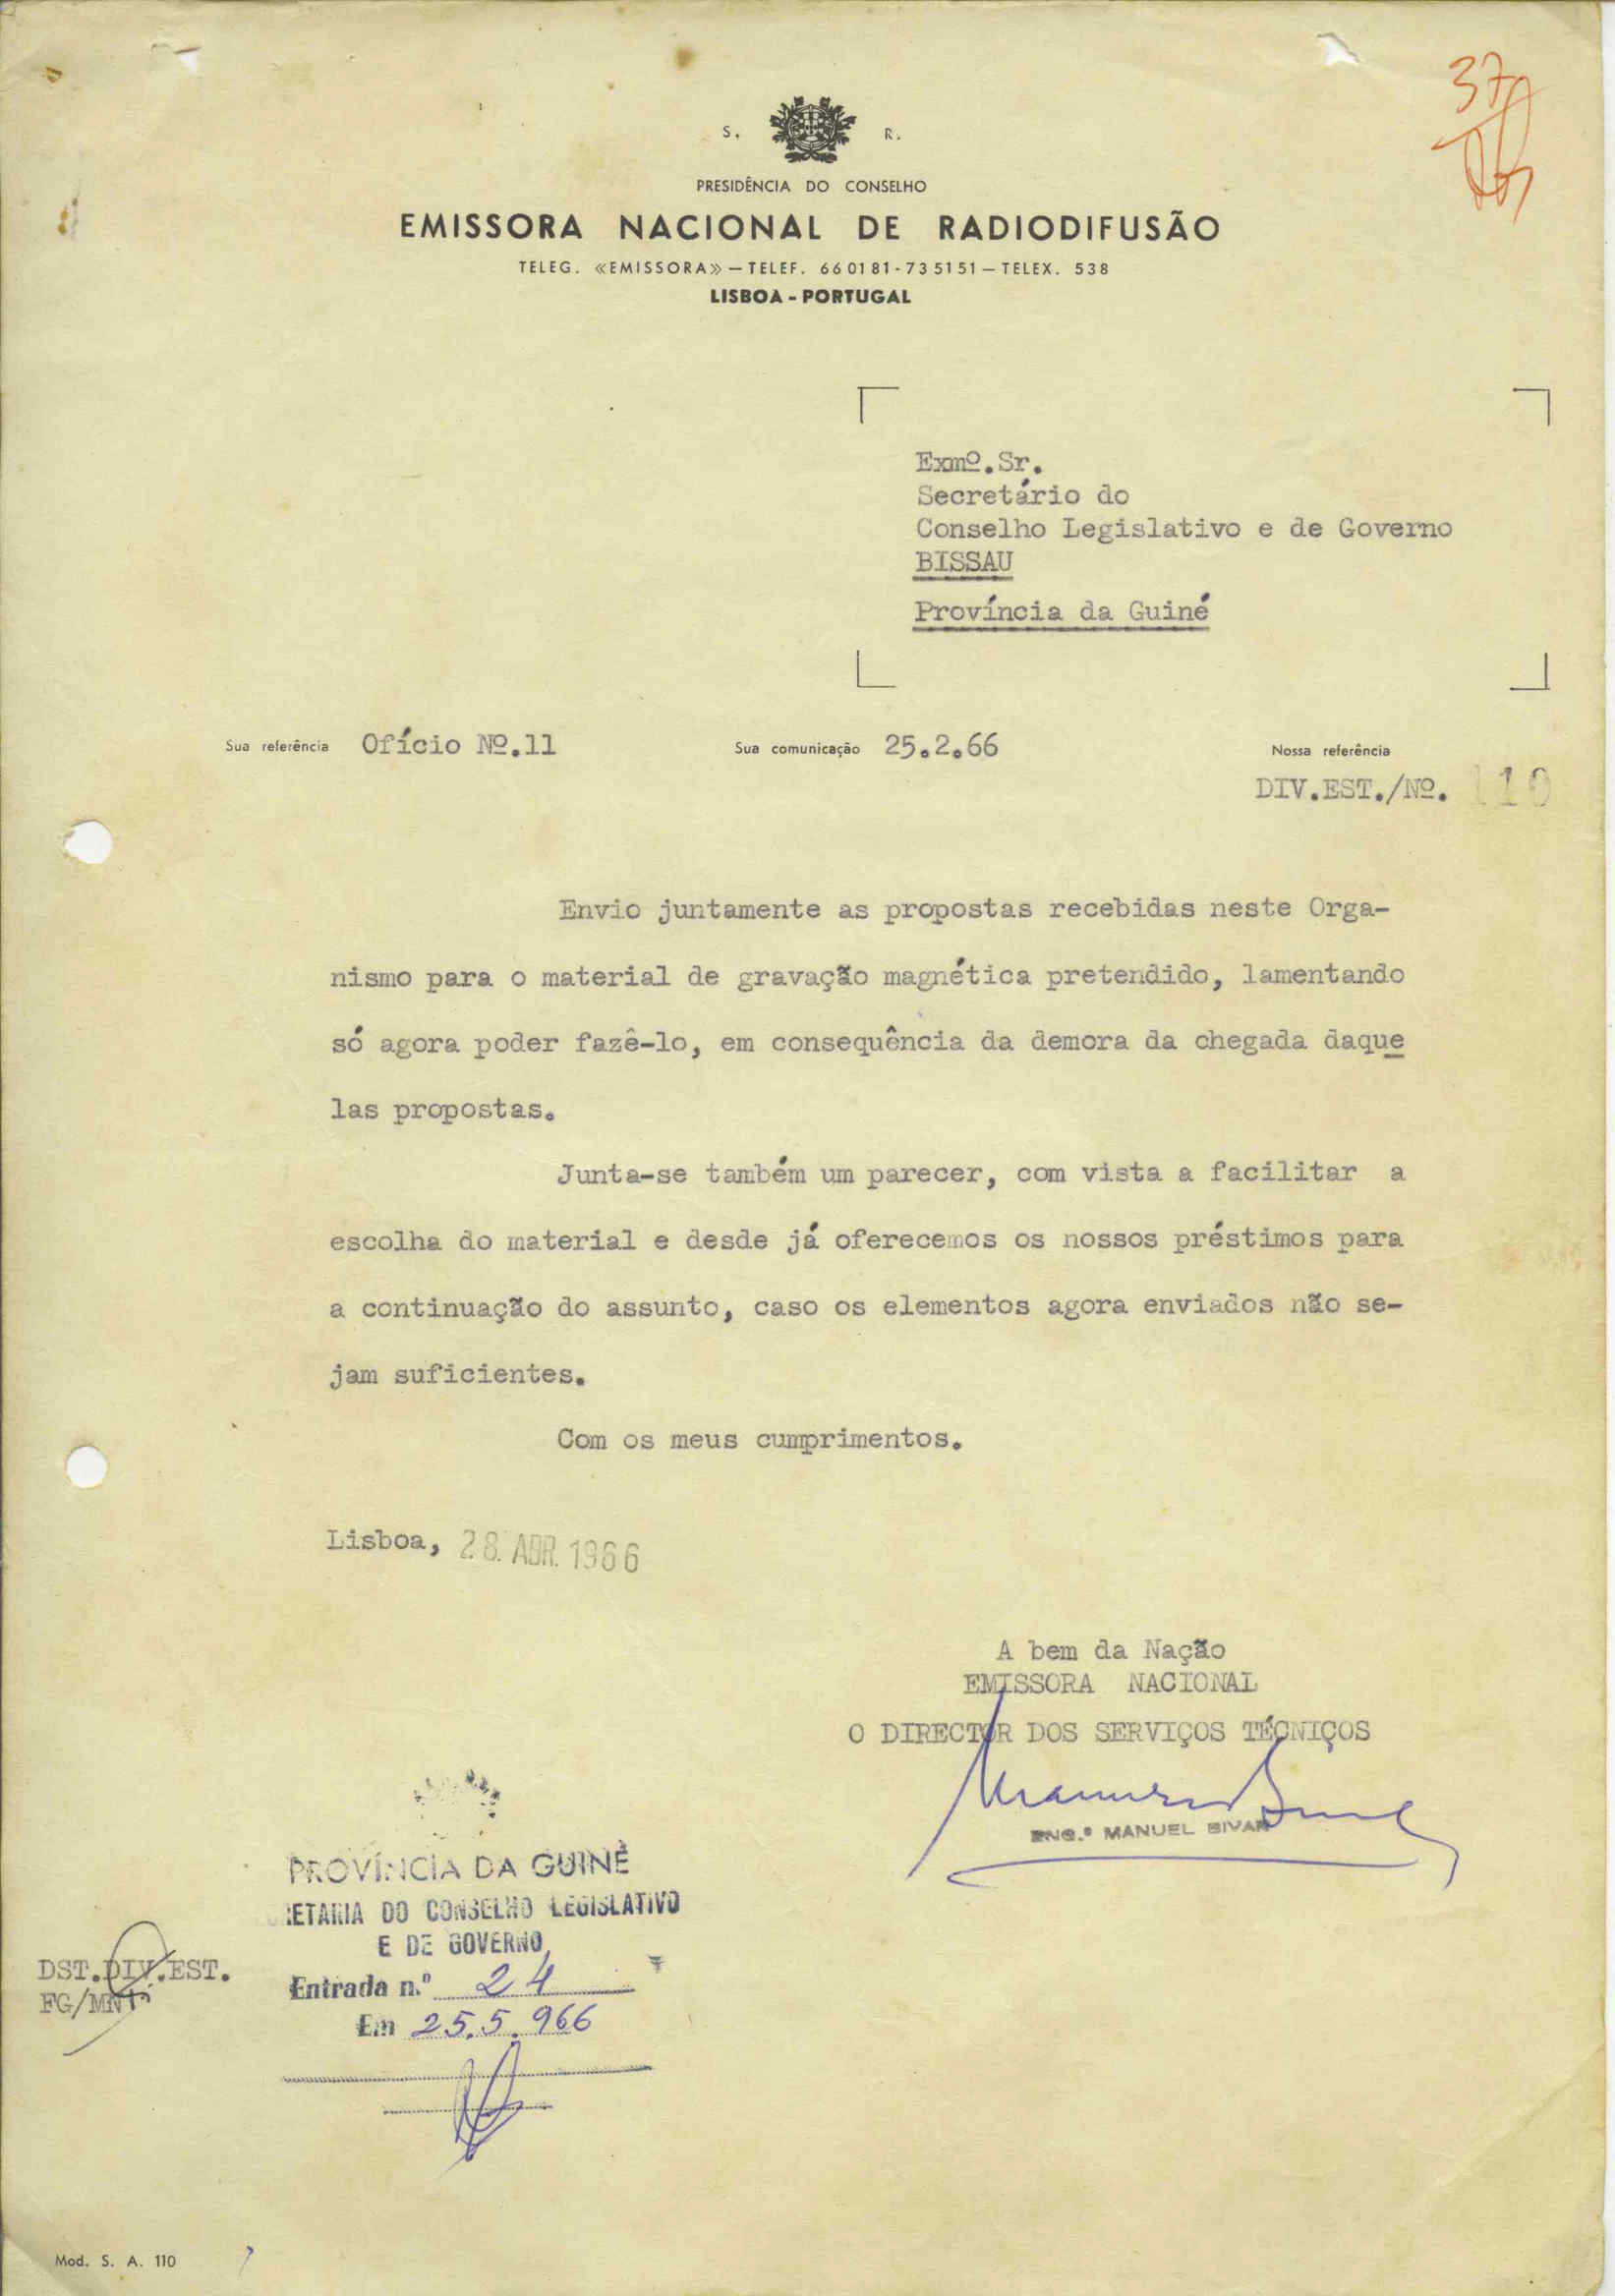 37
S. R.
PRESIDÊNCIA DO CONSELHO
EMISSORA NACIONAL DE RADIODIFUSÃO
TELEG. «EMISSORA» — TELEF. 660181-735151 — TELEX. 538
LISBOA - PORTUGAL
Exmº.Sr.
Secretário do
Conselho Legislativo e de Governo
BISSAU
Província da Guiné
Sua referência Ofício Nº.11 Sua comunicação 25.2.66 Nossa referência
DIV.EST./Nº. 110
Envio juntamente as propostas recebidas neste Orga-
nismo para o material de gravação magnética pretendido, lamentando
só agora poder fazê-lo, em consequência da demora da chegada daque
las propostas.
Junta-se também um parecer, com vista a facilitar a
escolha do material e desde já oferecemos os nossos préstimos para
a continuação do assunto, caso os elementos agora enviados não se-
jam suficientes.
Com os meus cumprimentos.
Lisboa, 28. ABR. 1966
A bem da Nação
EMISSORA NACIONAL
O DIRECTOR DOS SERVIÇOS TÉCNIÇOS
ENG.º MANUEL BIVAR
PROVÍNCIA DA GUINÉ
ETARIA DO CONSELHO LEGISLATIVO
E DE GOVERNO
DST.DIV.EST.
FG/MN
Entrada n.º 24
Em 25.5.966
Mod. S. A. 110